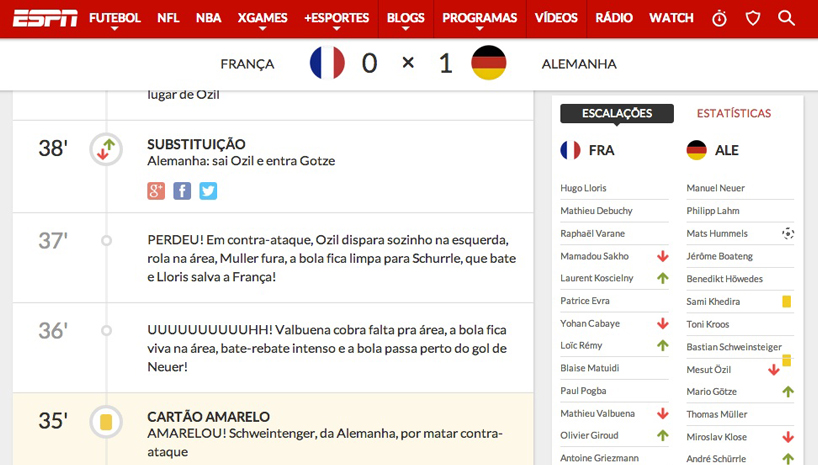 ESPN FUTEBOL NFL NBA XGAMES +ESPORTES BLOGS PROGRAMAS VÍDEOS RÁDIO WATCH
FRANÇA 0 × 1 ALEMANHA
lugar de Ozil
38'
SUBSTITUIÇÃO
Alemanha: sai Ozil e entra Gotze
g+ f
37'
PERDEU! Em contra-ataque, Ozil dispara sozinho na esquerda,
rola na área, Muller fura, a bola fica limpa para Schurrle, que bate
e Lloris salva a França!
36'
UUUUUUUUUUHH! Valbuena cobra falta pra área, a bola fica
viva na área, bate-rebate intenso e a bola passa perto do gol de
Neuer!
35'
CARTÃO AMARELO
AMARELOU! Schweintenger, da Alemanha, por matar contra-
ataque
ESCALAÇÕES ESTATÍSTICAS
FRA
Hugo Lloris
Mathieu Debuchy
Raphaël Varane
Mamadou Sakho
Laurent Koscielny
Patrice Evra
Yohan Cabaye
Loïc Rémy
Blaise Matuidi
Paul Pogba
Mathieu Valbuena
Olivier Giroud
Antoine Griezmann
ALE
Manuel Neuer
Philipp Lahm
Mats Hummels
Jérôme Boateng
Benedikt Höwedes
Sami Khedira
Toni Kroos
Bastian Schweinsteiger
Mesut Özil
Mario Götze
Thomas Müller
Miroslav Klose
André Schürrle